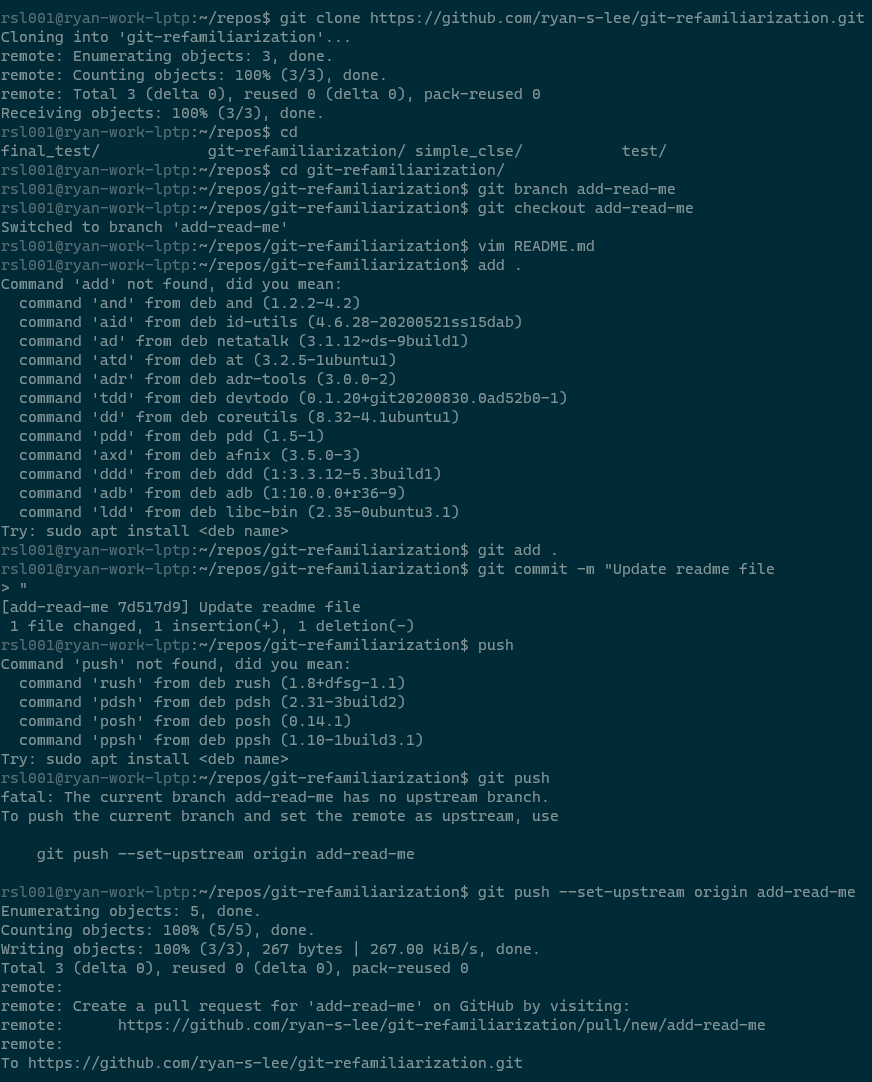 rsl001@ryan-work-lptp:~/repos$ git clone https://github.com/ryan-s-lee/git-refamiliarization.git
Cloning into 'git-refamiliarization'...
remote: Enumerating objects: 3, done.
remote: Counting objects: 100% (3/3), done.
remote: Total 3 (delta 0), reused 0 (delta 0), pack-reused 0
Receiving objects: 100% (3/3), done.
rsl001@ryan-work-lptp:~/repos$ cd
final_test/            git-refamiliarization/ simple_clse/           test/
rsl001@ryan-work-lptp:~/repos$ cd git-refamiliarization/
rsl001@ryan-work-lptp:~/repos/git-refamiliarization$ git branch add-read-me
rsl001@ryan-work-lptp:~/repos/git-refamiliarization$ git checkout add-read-me
Switched to branch 'add-read-me'
rsl001@ryan-work-lptp:~/repos/git-refamiliarization$ vim README.md
rsl001@ryan-work-lptp:~/repos/git-refamiliarization$ add .
Command 'add' not found, did you mean:
  command 'and' from deb and (1.2.2-4.2)
  command 'aid' from deb id-utils (4.6.28-20200521ss15dab)
  command 'ad' from deb netatalk (3.1.12~ds-9build1)
  command 'atd' from deb at (3.2.5-1ubuntu1)
  command 'adr' from deb adr-tools (3.0.0-2)
  command 'tdd' from deb devtodo (0.1.20+git20200830.0ad52b0-1)
  command 'dd' from deb coreutils (8.32-4.1ubuntu1)
  command 'pdd' from deb pdd (1.5-1)
  command 'axd' from deb afnix (3.5.0-3)
  command 'ddd' from deb ddd (1:3.3.12-5.3build1)
  command 'adb' from deb adb (1:10.0.0+r36-9)
  command 'ldd' from deb libc-bin (2.35-0ubuntu3.1)
Try: sudo apt install <deb name>
rsl001@ryan-work-lptp:~/repos/git-refamiliarization$ git add .
rsl001@ryan-work-lptp:~/repos/git-refamiliarization$ git commit -m "Update readme file
> "
[add-read-me 7d517d9] Update readme file
 1 file changed, 1 insertion(+), 1 deletion(-)
rsl001@ryan-work-lptp:~/repos/git-refamiliarization$ push
Command 'push' not found, did you mean:
  command 'rush' from deb rush (1.8+dfsg-1.1)
  command 'pdsh' from deb pdsh (2.31-3build2)
  command 'posh' from deb posh (0.14.1)
  command 'ppsh' from deb ppsh (1.10-1build3.1)
Try: sudo apt install <deb name>
rsl001@ryan-work-lptp:~/repos/git-refamiliarization$ git push
fatal: The current branch add-read-me has no upstream branch.
To push the current branch and set the remote as upstream, use

    git push --set-upstream origin add-read-me

rsl001@ryan-work-lptp:~/repos/git-refamiliarization$ git push --set-upstream origin add-read-me
Enumerating objects: 5, done.
Counting objects: 100% (5/5), done.
Writing objects: 100% (3/3), 267 bytes | 267.00 KiB/s, done.
Total 3 (delta 0), reused 0 (delta 0), pack-reused 0
remote:
remote: Create a pull request for 'add-read-me' on GitHub by visiting:
remote:      https://github.com/ryan-s-lee/git-refamiliarization/pull/new/add-read-me
remote:
To https://github.com/ryan-s-lee/git-refamiliarization.git